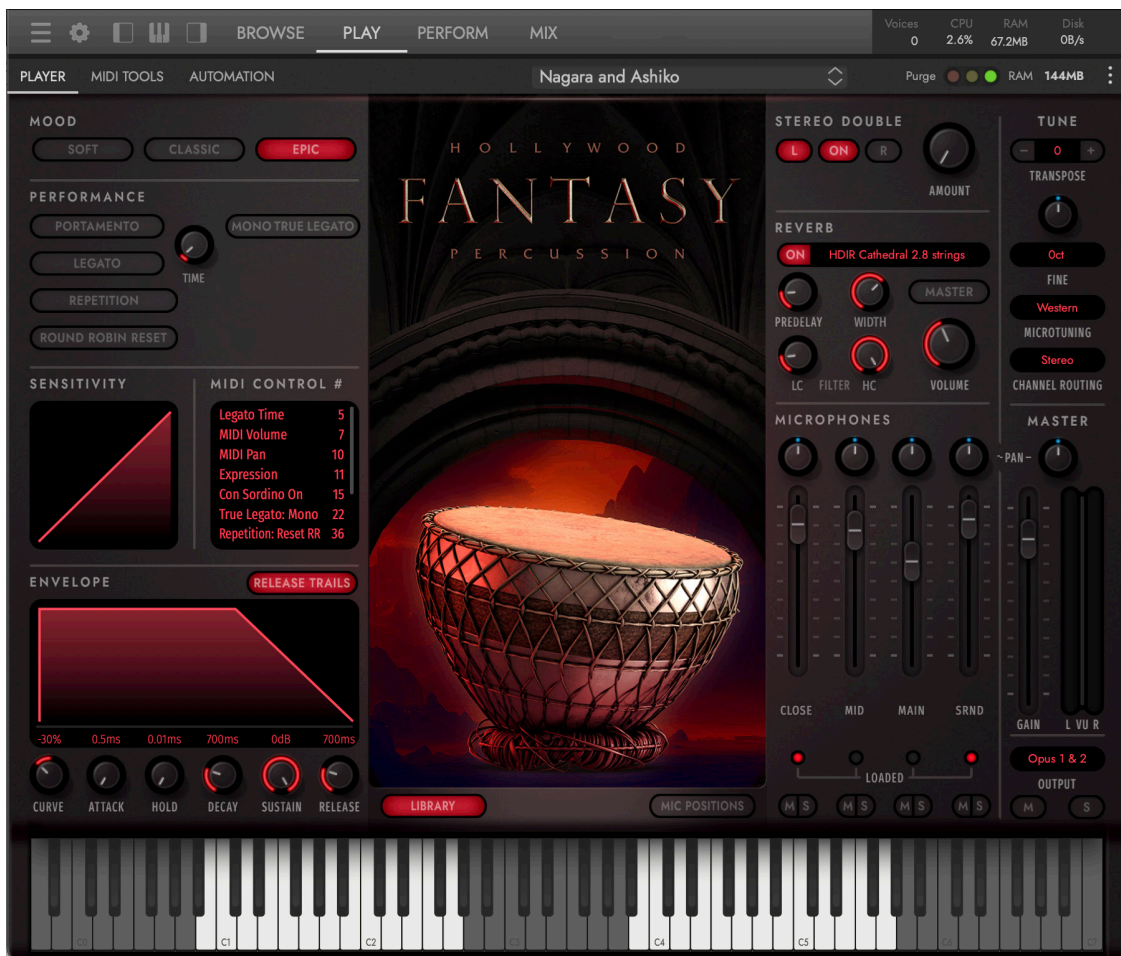 BROWSE PLAY PERFORM MIX
Voices 0 CPU 2.6% RAM 67.2MB Disk 0B/s
PLAYER MIDI TOOLS AUTOMATION Nagara and Ashiko Purge RAM 144MB
MOOD
SOFT CLASSIC EPIC
PERFORMANCE
PORTAMENTO MONO TRUE LEGATO
LEGATO
TIME
REPETITION
ROUND ROBIN RESET
SENSITIVITY
MIDI CONTROL #
Legato Time 5
MIDI Volume 7
MIDI Pan 10
Expression 11
Con Sordino On 15
True Legato: Mono 22
Repetition: Reset RR 36
ENVELOPE RELEASE TRAILS
-30% 0.5ms 0.01ms 700ms 0dB 700ms
CURVE ATTACK HOLD DECAY SUSTAIN RELEASE
HOLLYWOOD
FANTASY
PERCUSSION
LIBRARY MIC POSITIONS
STEREO DOUBLE
L ON R
AMOUNT
REVERB
ON HDIR Cathedral 2.8 strings
MASTER
PREDELAY WIDTH
LC FILTER HC VOLUME
MICROPHONES
~PAN~
CLOSE MID MAIN SRND
LOADED
M S M S M S M S
TUNE
- 0 +
TRANSPOSE
0ct
FINE
Western
MICROTUNING
Stereo
CHANNEL ROUTING
MASTER
GAIN L VU R
Opus 1 & 2
OUTPUT
M S
C0 C1 C2 C3 C4 C5 C6 C7